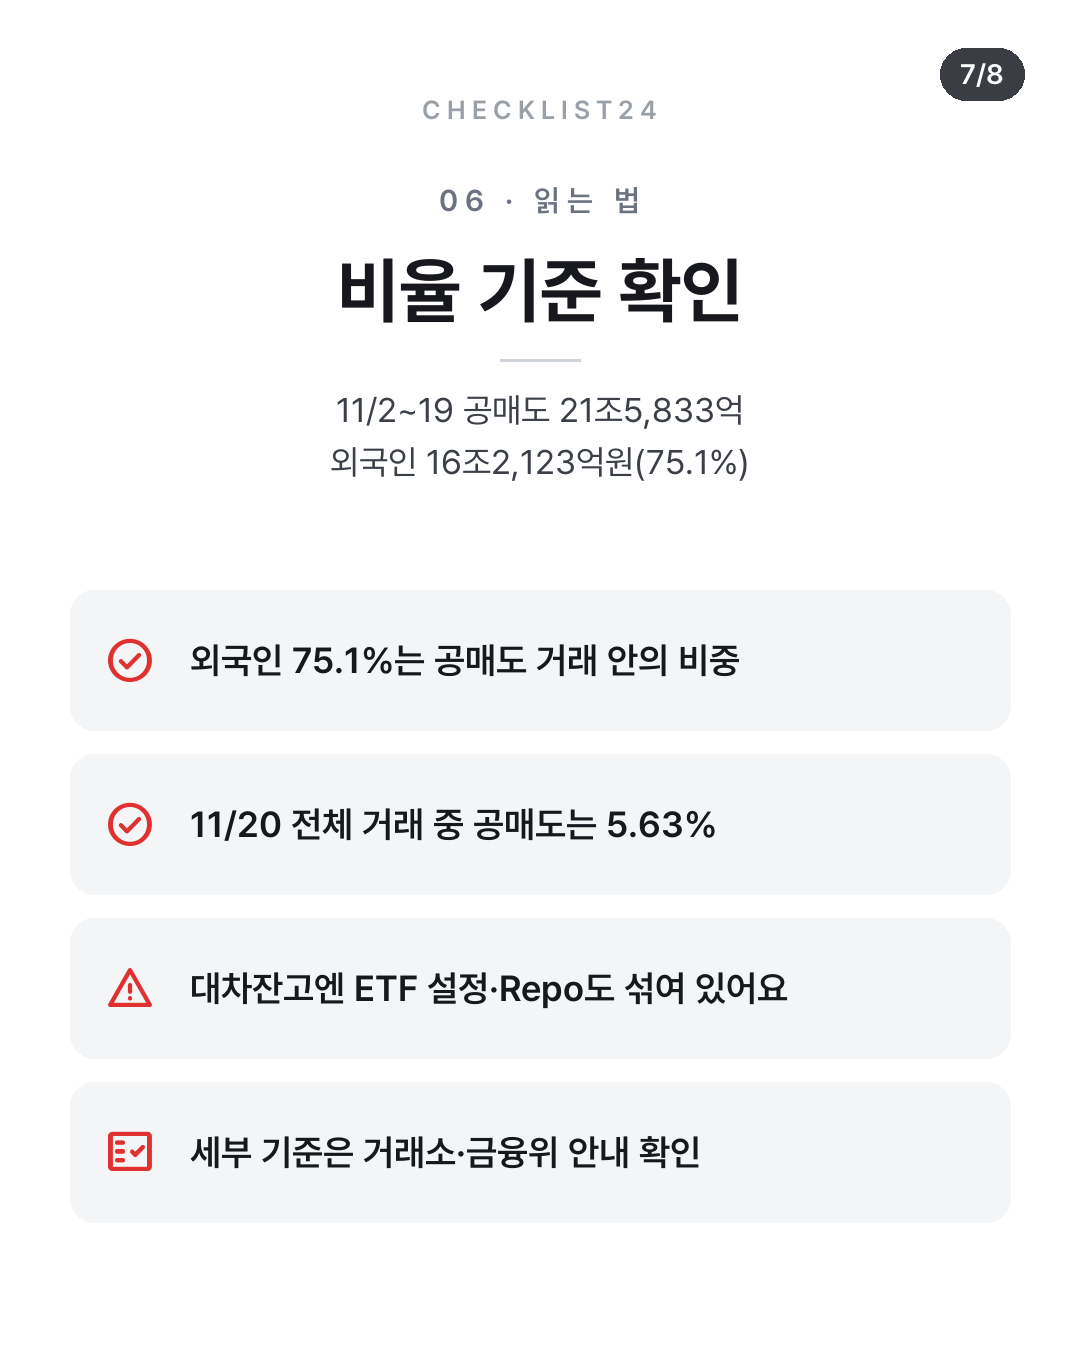 7/8
CHECKLIST24
06 · 읽는 법
비율 기준 확인
11/2~19 공매도 21조5,833억
외국인 16조2,123억원(75.1%)
외국인 75.1%는 공매도 거래 안의 비중
11/20 전체 거래 중 공매도는 5.63%
대차잔고엔 ETF 설정·Repo도 섞여 있어요
세부 기준은 거래소·금융위 안내 확인